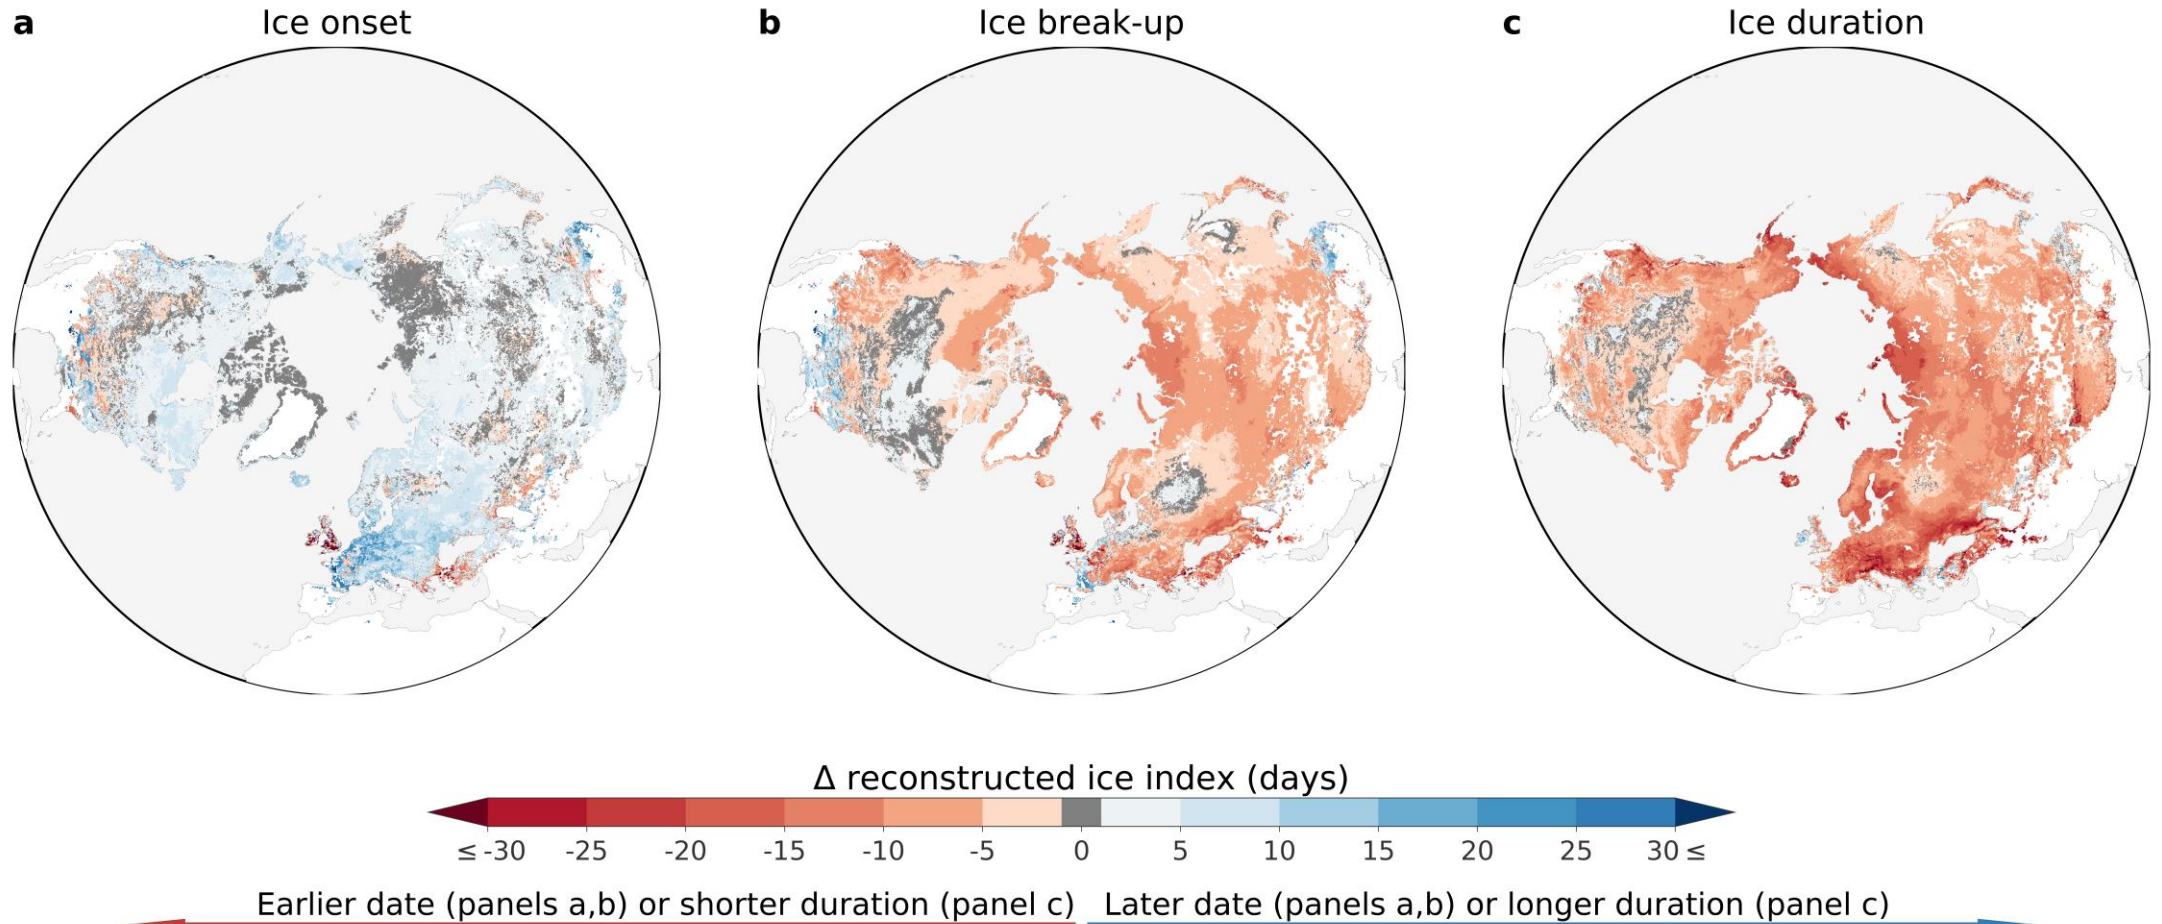 a Ice onset
b Ice break-up
c Ice duration
Δ reconstructed ice index (days)
≤ -30 -25 -20 -15 -10 -5 0 5 10 15 20 25 30 ≤
Earlier date (panels a,b) or shorter duration (panel c) Later date (panels a,b) or longer duration (panel c)